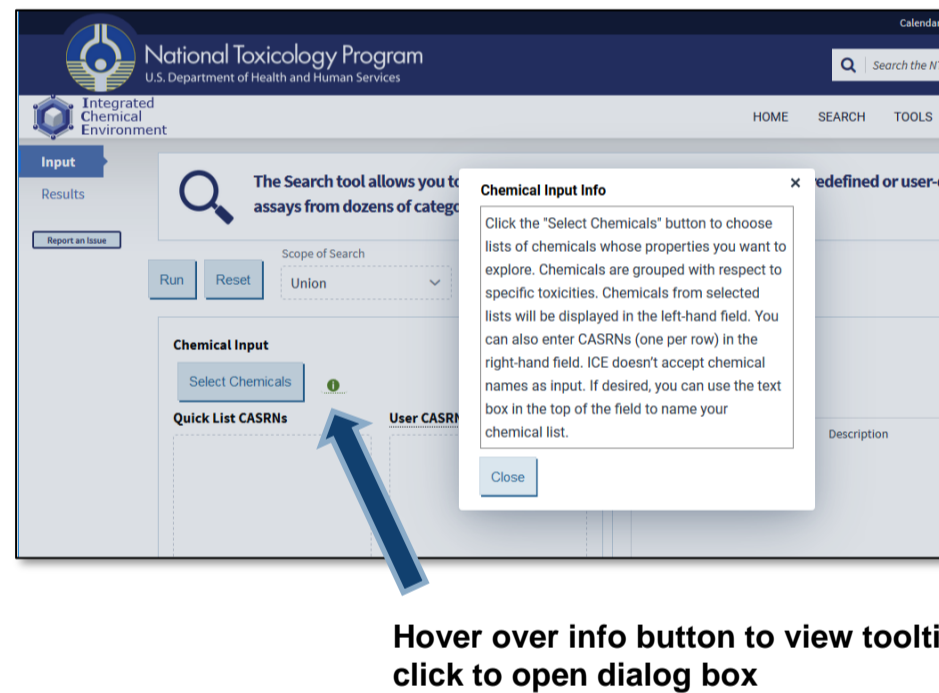 Calendar
National Toxicology Program
U.S. Department of Health and Human Services
Search the
Integrated
Chemical
Environment
HOME SEARCH TOOLS
Input
Results
Report an Issue
The Search tool allows you to
assays from dozens of
or user-
Run
Reset
Scope of Search
Union
Chemical Input
Select Chemicals
Quick List CASRNs
User
Description
Chemical Input Info
×
Click the "Select Chemicals" button to choose
lists of chemicals whose properties you want to
explore. Chemicals are grouped with respect to
specific toxicities. Chemicals from selected
lists will be displayed in the left-hand field. You
can also enter CASRNs (one per row) in the
right-hand field. ICE doesn't accept chemical
names as input. If desired, you can use the text
box in the top of the field to name your
chemical list.
Close
Hover over info button to view
click to open dialog box